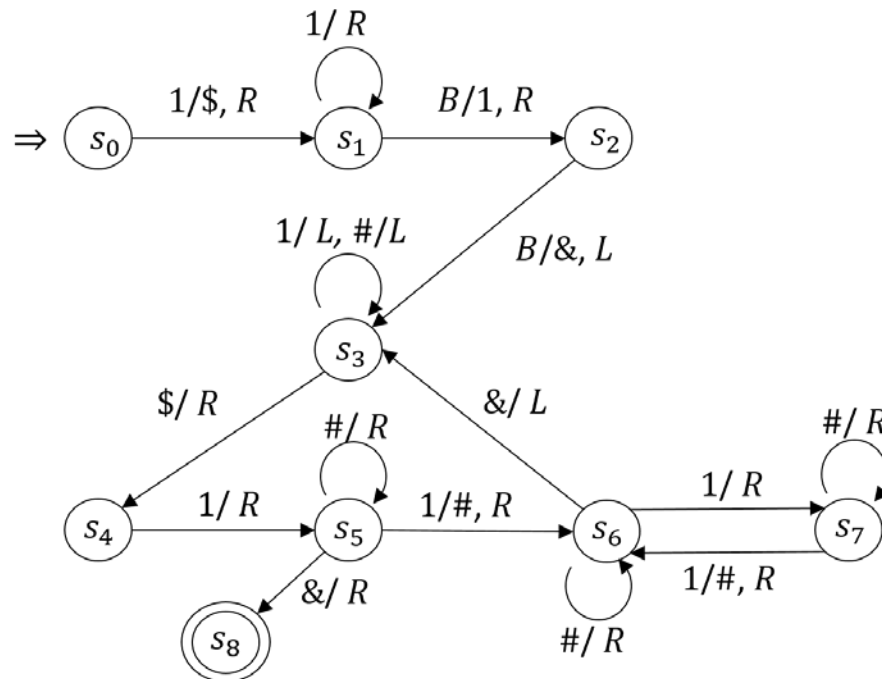 1/ R
1/$, R
B/1, R
⇒ s₀ s₁ s₂
1/ L, #/L
B/&, L
s₃
$/ R
&/ L
#/ R
#/ R
1/ R
1/#, R
1/ R
s₄ s₅ s₆ s₇
1/#, R
&/ R
s₈
#/ R